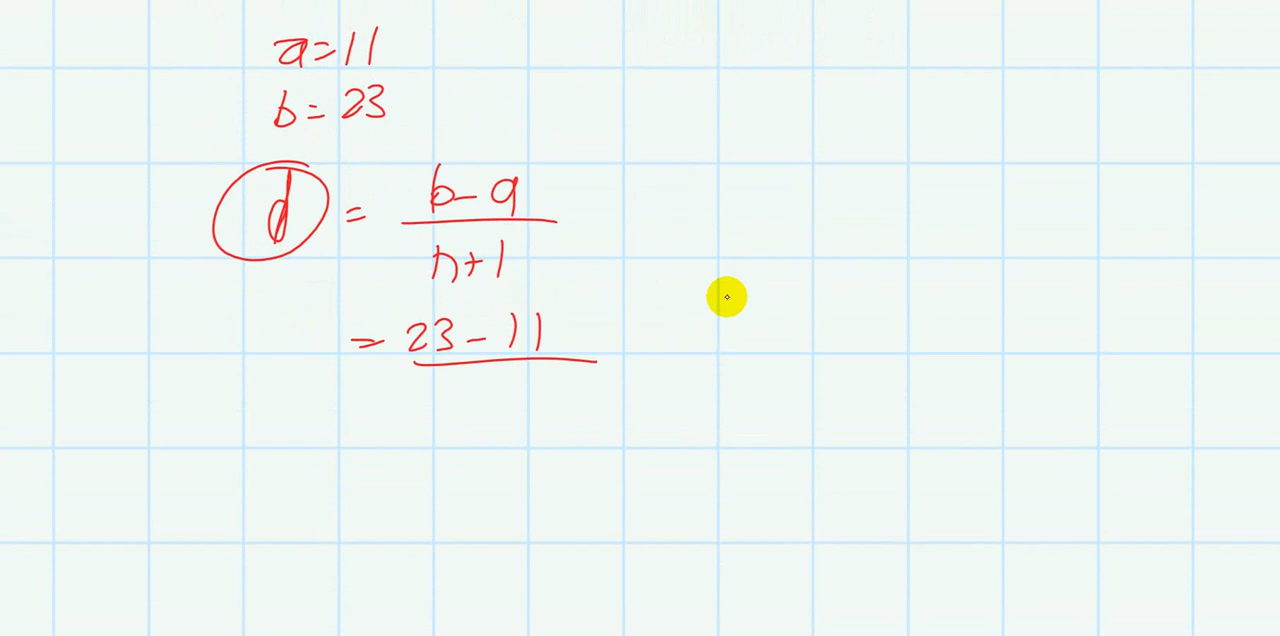 a=11
b=23
d = b-a
n+1
= 23-11